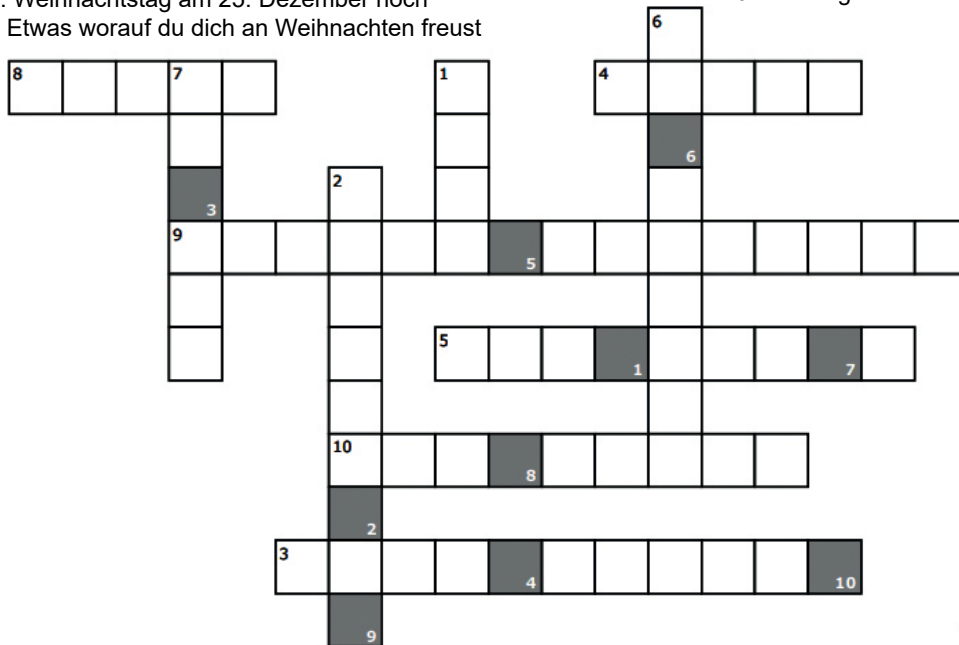 . Weihnachtstag am 25. Dezember noch
Etwas worauf du dich an Weihnachten freust
6
8 7 1 4
6
3 2
9 5
5 1 7
10 8
2
3 4 10
9